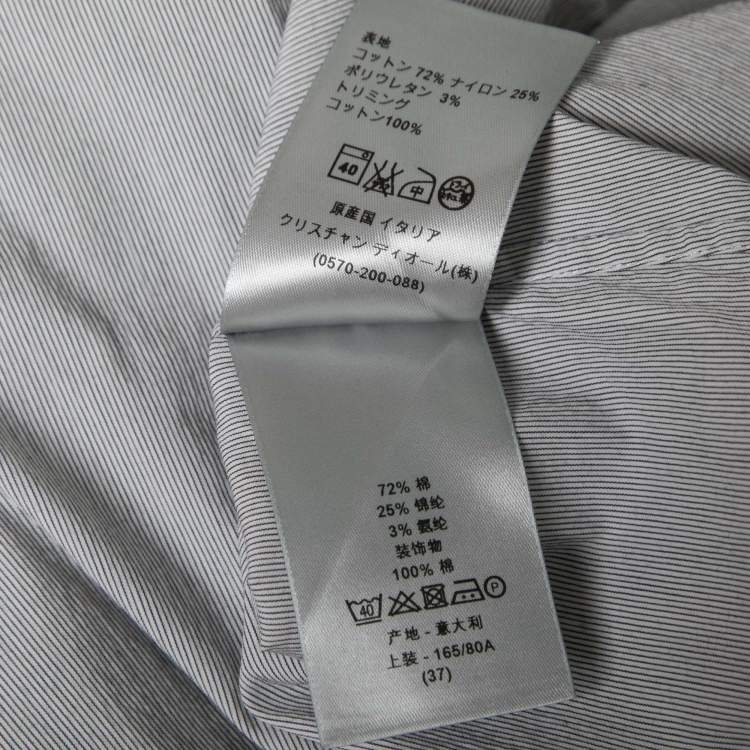 表地
コットン 72% ナイロン 25%
ポリウレタン 3%
トリミング
コットン100%
40 中
原産国 イタリア
クリスチャン ディオール(株)
(0570-200-088)
72% 棉
25% 锦纶
3% 氨纶
装饰物
100% 棉
40 P
产地 - 意大利
上装 - 165/80A
(37)